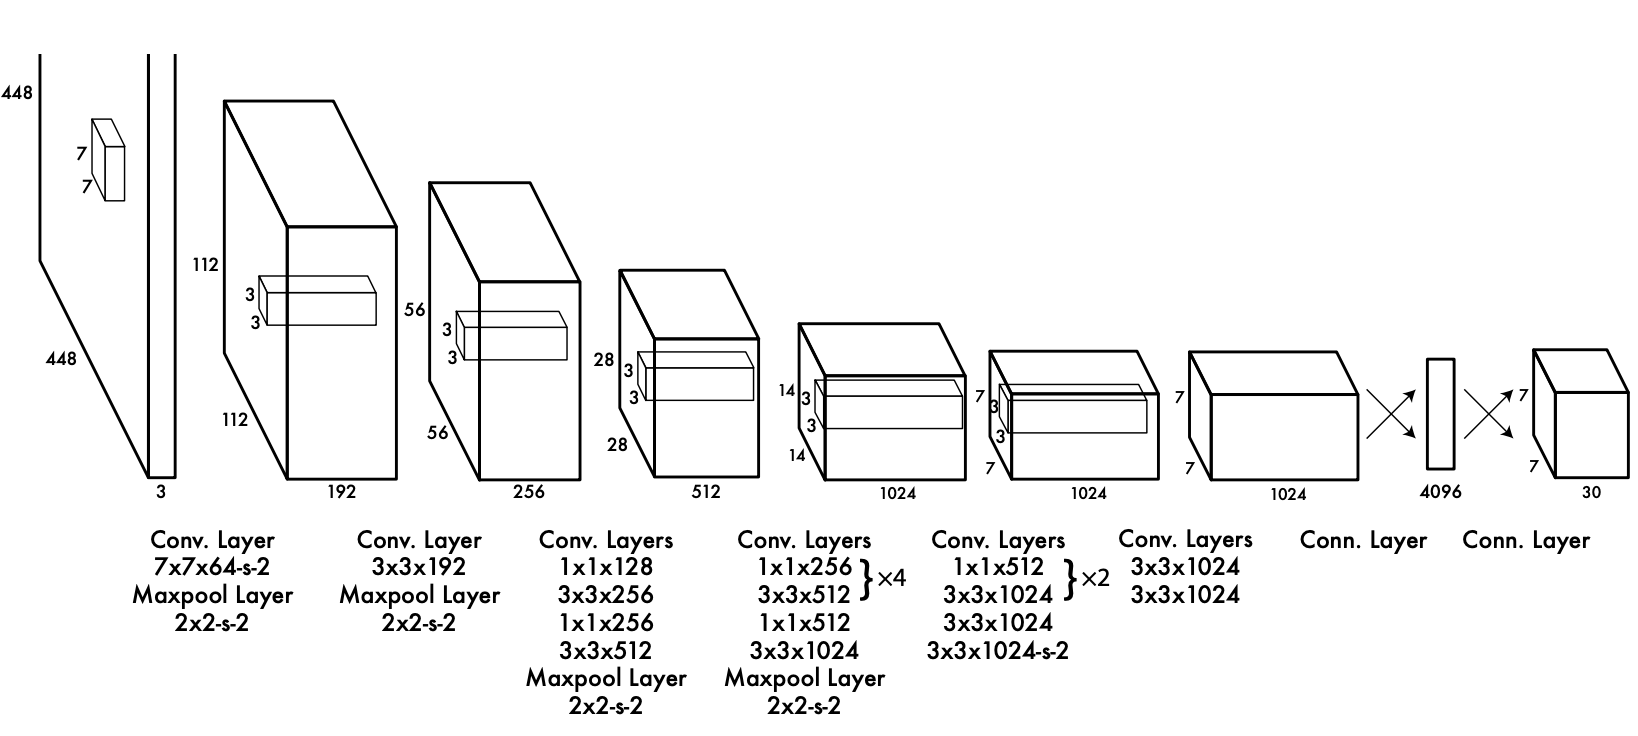 448
7
7
448
3
112
3
3
112
192
56
3
3
56
256
28
3
3
28
512
14
3
3
14
1024
7
3
3
7
1024
7
7
1024
4096
7
7
30
Conv. Layer
7x7x64-s-2
Maxpool Layer
2x2-s-2
Conv. Layer
3x3x192
Maxpool Layer
2x2-s-2
Conv. Layers
1x1x128
3x3x256
1x1x256
3x3x512
Maxpool Layer
2x2-s-2
Conv. Layers
1x1x256
3x3x512
}×4
1x1x512
3x3x1024
Maxpool Layer
2x2-s-2
Conv. Layers
1x1x512
3x3x1024
}×2
3x3x1024
3x3x1024-s-2
Conv. Layers
3x3x1024
3x3x1024
Conn. Layer
Conn. Layer